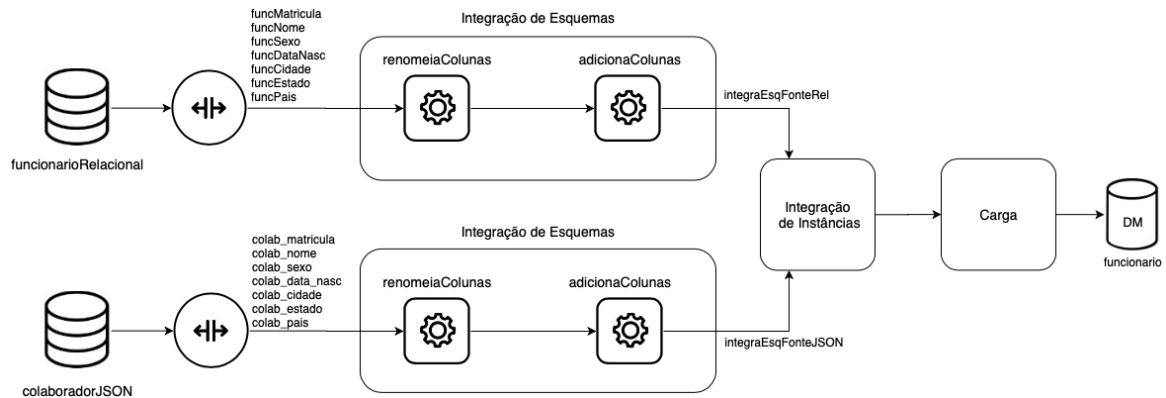 funcMatricula
funcNome
funcSexo
funcDataNasc
funcCidade
funcEstado
funcPais
Integração de Esquemas
renomeiaColunas
adicionaColunas
integraEsqFonteRel
funcionarioRelacional
Integração
de Instâncias
Carga
DM
funcionario
colab_matricula
colab_nome
colab_sexo
colab_data_nasc
colab_cidade
colab_estado
colab_pais
Integração de Esquemas
renomeiaColunas
adicionaColunas
integraEsqFonteJSON
colaboradorJSON